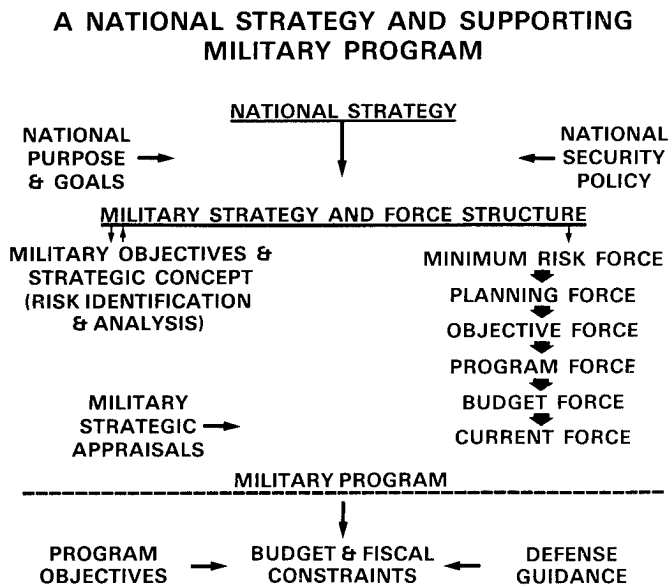 A NATIONAL STRATEGY AND SUPPORTING
MILITARY PROGRAM
NATIONAL STRATEGY
NATIONAL
PURPOSE
& GOALS
NATIONAL
SECURITY
POLICY
MILITARY STRATEGY AND FORCE STRUCTURE
MILITARY OBJECTIVES &
STRATEGIC CONCEPT
(RISK IDENTIFICATION
& ANALYSIS)
MINIMUM RISK FORCE
PLANNING FORCE
OBJECTIVE FORCE
PROGRAM FORCE
BUDGET FORCE
CURRENT FORCE
MILITARY
STRATEGIC
APPRAISALS
MILITARY PROGRAM
PROGRAM
OBJECTIVES
BUDGET & FISCAL
CONSTRAINTS
DEFENSE
GUIDANCE